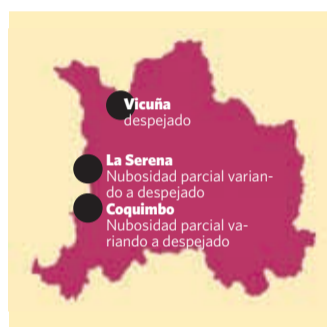 Vicuña
despejado
La Serena
Nubosidad parcial varian-
do a despejado
Coquimbo
Nubosidad parcial va-
riando a despejado